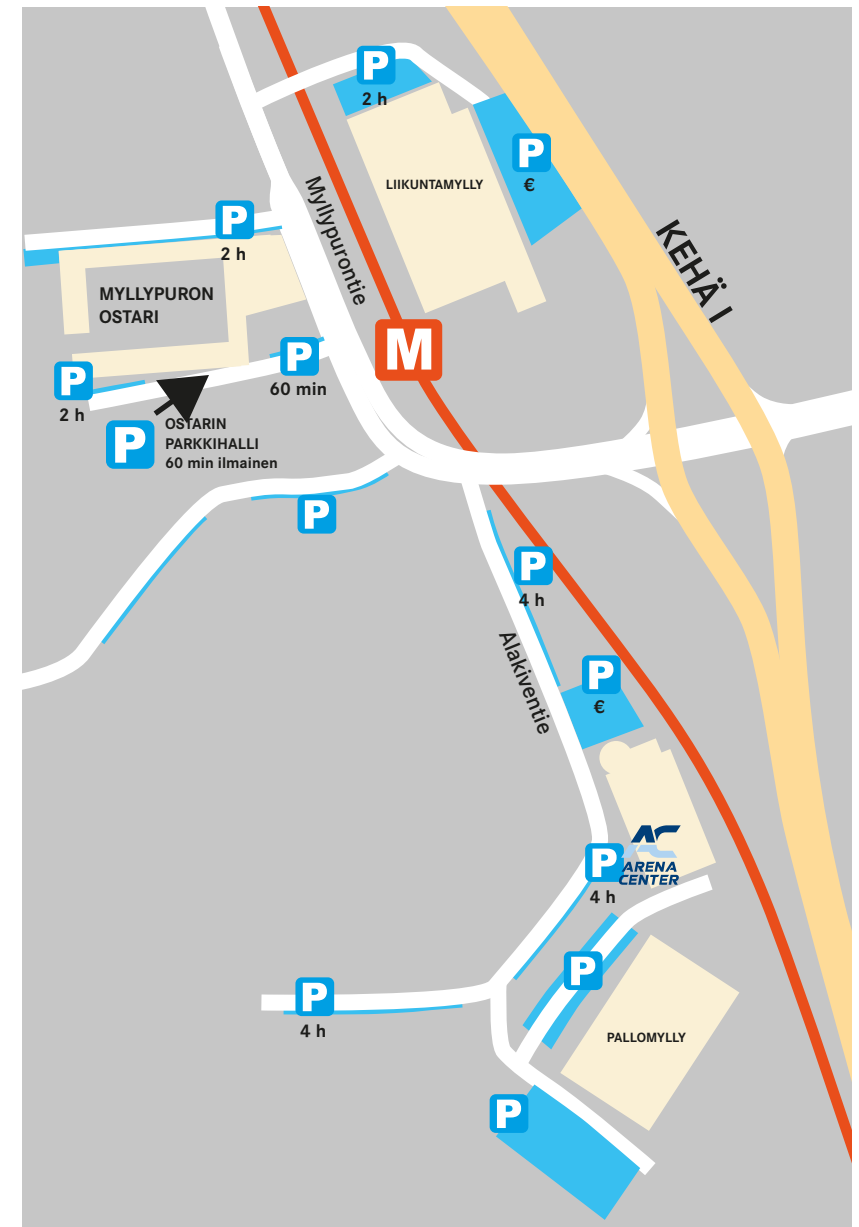 P
2 h
P
€
LIIKUNTAMYLLY
Myllypurontie
KEHÄ I
P
2 h
MYLLYPURON
OSTARI
M
P
60 min
P
2 h
P
OSTARIN
PARKKIHALLI
60 min ilmainen
P
P
4 h
Alakiventie
P
€
AC
ARENA
CENTER
P
4 h
P
P
4 h
PALLOMYLLY
P